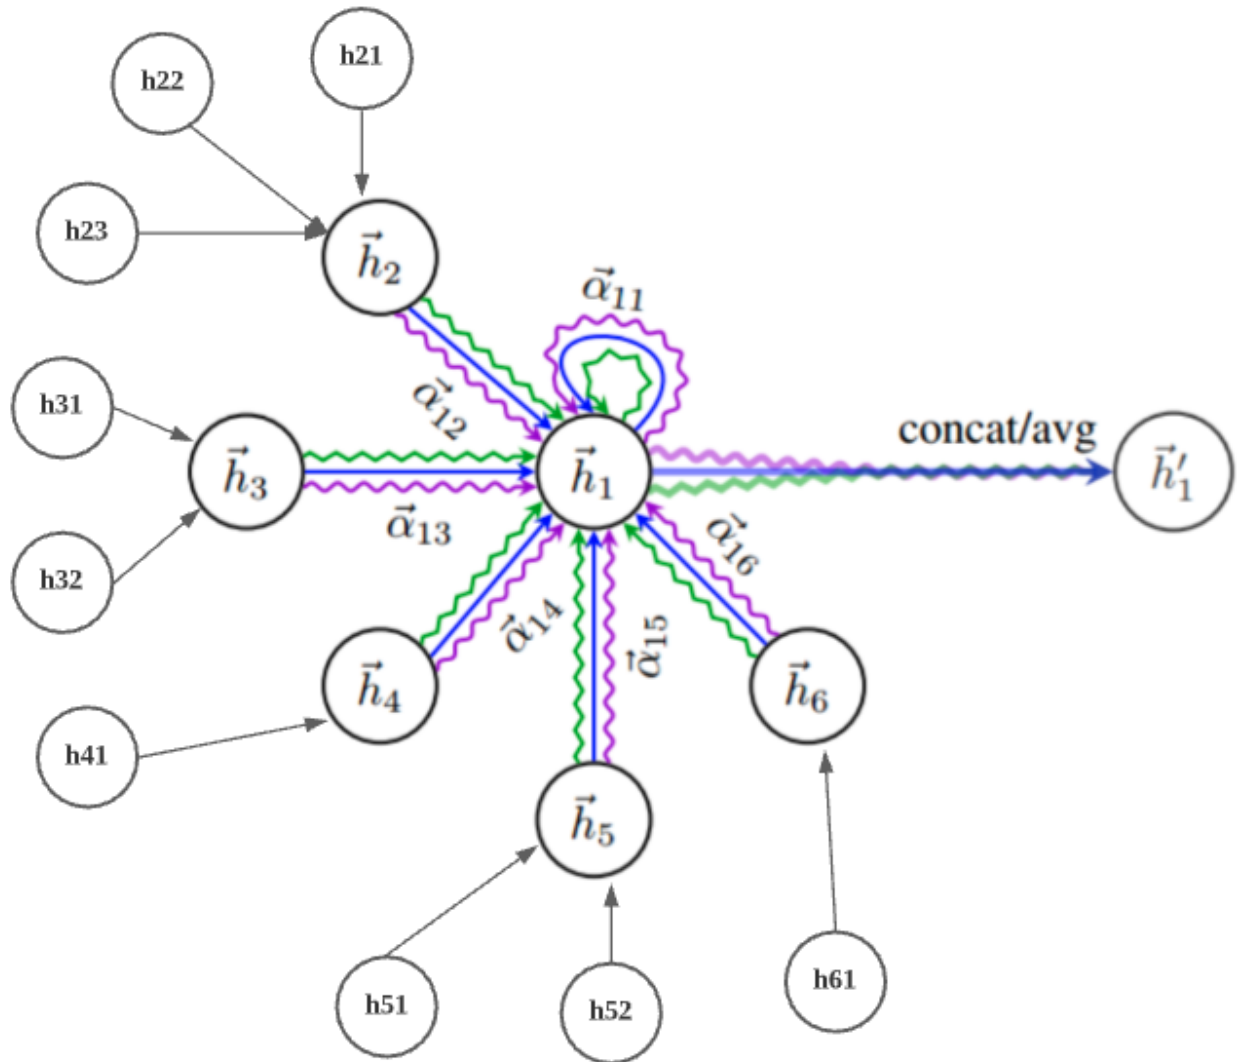 h21
h22
h23
h⃗₂
α⃗₁₁
h31
α⃗₁₂
concat/avg
h⃗₃
h⃗₁
h⃗′₁
α⃗₁₃
α⃗₁₆
h32
α⃗₁₄
α⃗₁₅
h⃗₄
h⃗₆
h41
h⃗₅
h61
h51
h52